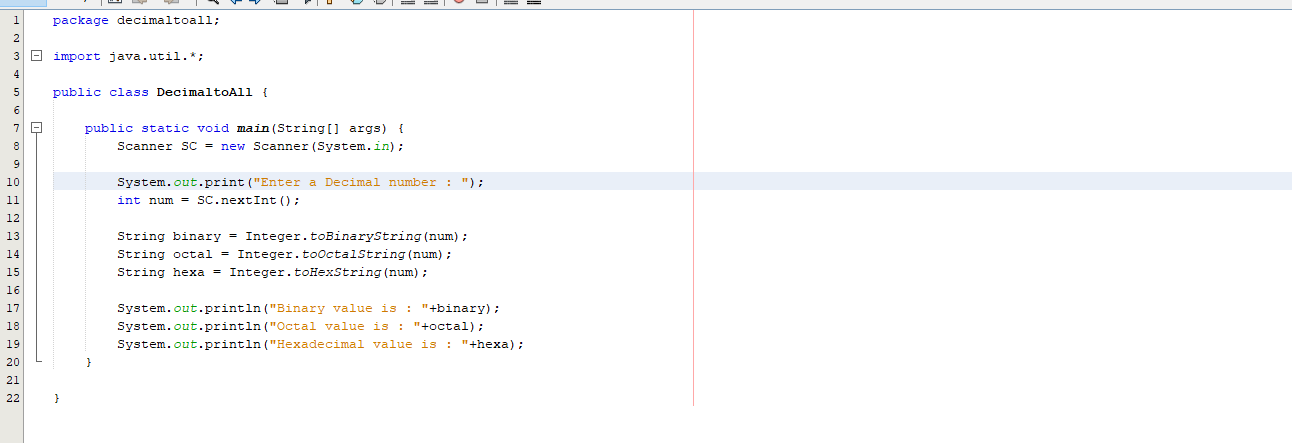 1 package decimaltoall;
2
3 import java.util.*;
4
5 public class DecimaltoAll {
6
7 public static void main(String[] args) {
8 Scanner SC = new Scanner(System.in);
9
10 System.out.print("Enter a Decimal number : ");
11 int num = SC.nextInt();
12
13 String binary = Integer.toBinaryString(num);
14 String octal = Integer.toOctalString(num);
15 String hexa = Integer.toHexString(num);
16
17 System.out.println("Binary value is : "+binary);
18 System.out.println("Octal value is : "+octal);
19 System.out.println("Hexadecimal value is : "+hexa);
20 }
21
22 }